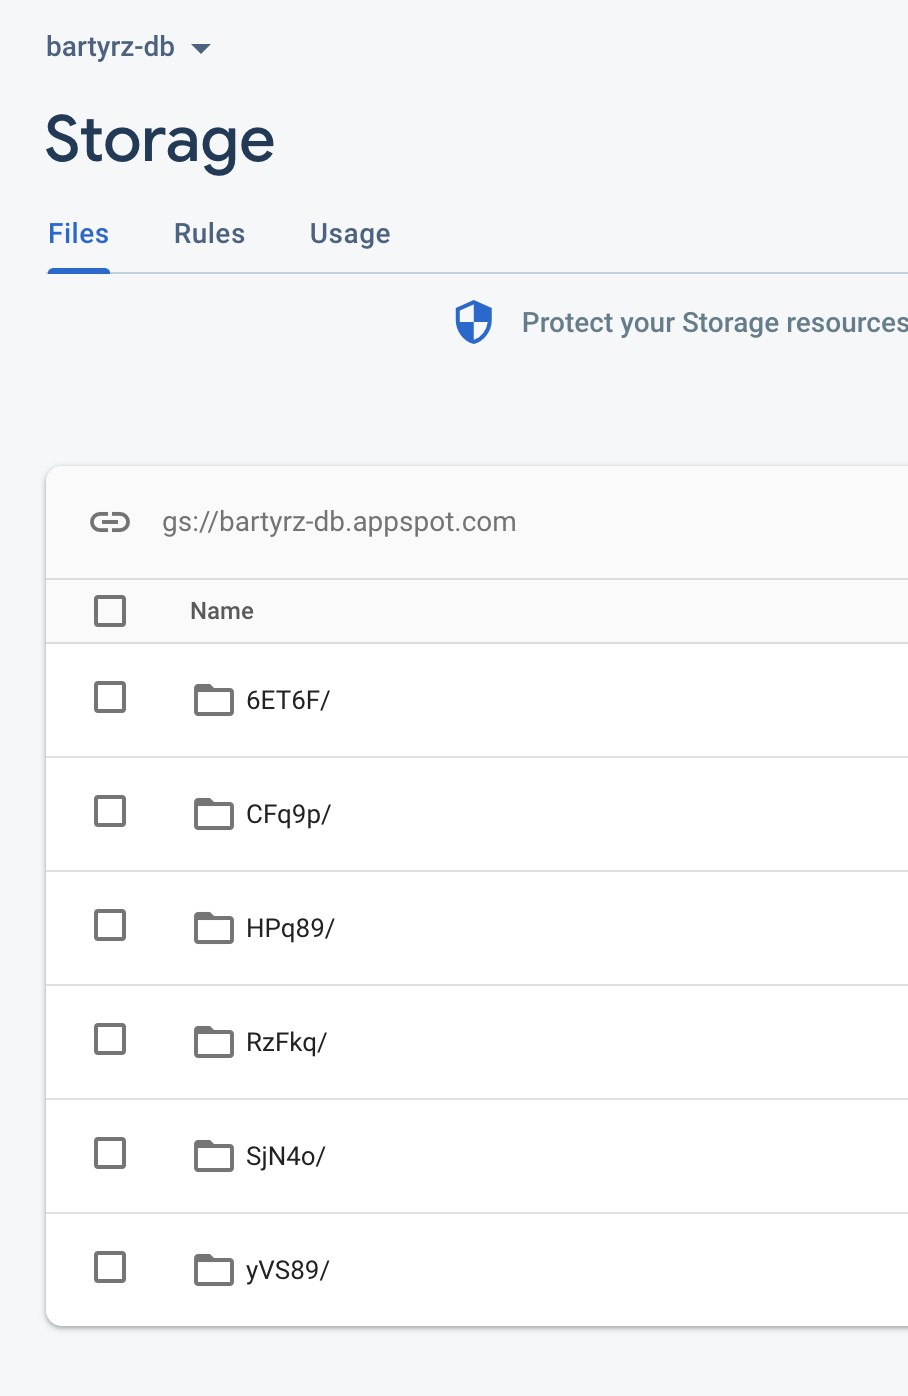 bartyrz-db
Storage
Files Rules Usage
Protect your Storage resources
gs://bartyrz-db.appspot.com
Name
6ET6F/
CFq9p/
HPq89/
RzFkq/
SjN4o/
yVS89/